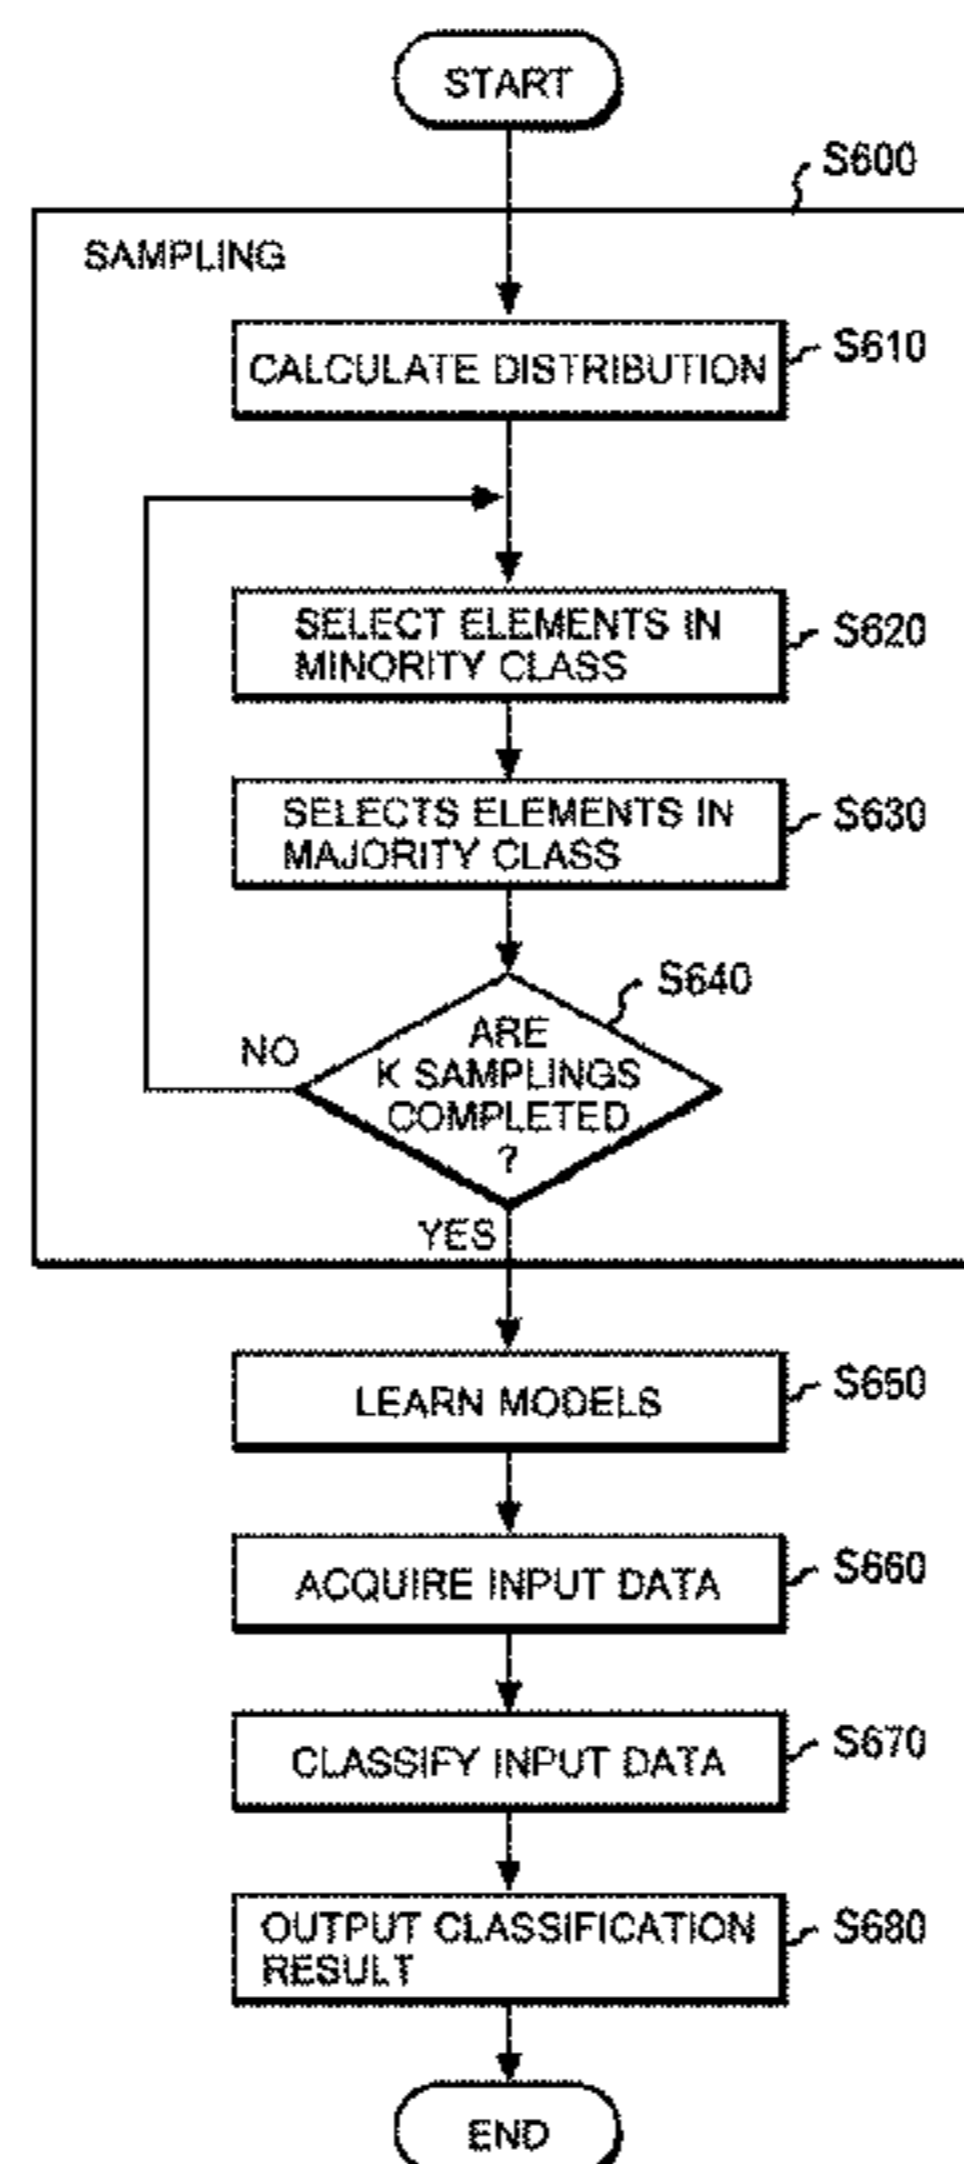 START
S600
SAMPLING
CALCULATE DISTRIBUTION
S610
SELECT ELEMENTS IN
MINORITY CLASS
S620
SELECTS ELEMENTS IN
MAJORITY CLASS
S630
S640
ARE
K SAMPLINGS
COMPLETED
?
NO
YES
LEARN MODELS
S650
ACQUIRE INPUT DATA
S660
CLASSIFY INPUT DATA
S670
OUTPUT CLASSIFICATION
RESULT
S680
END